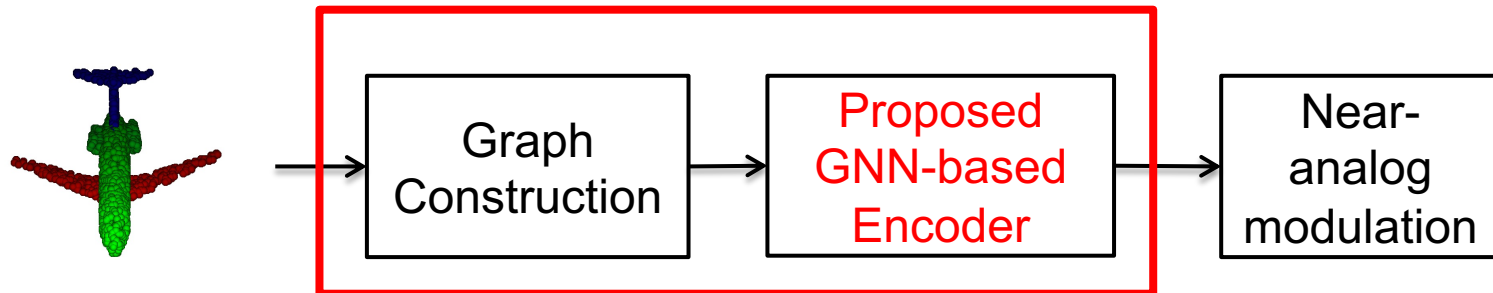 Graph
Construction
Proposed
GNN-based
Encoder
Near-
analog
modulation